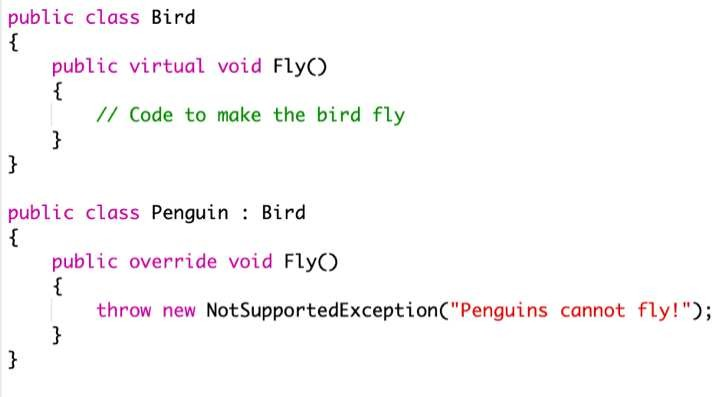 public class Bird
{
    public virtual void Fly()
    {
        // Code to make the bird fly
    }
}

public class Penguin : Bird
{
    public override void Fly()
    {
        throw new NotSupportedException("Penguins cannot fly!");
    }
}